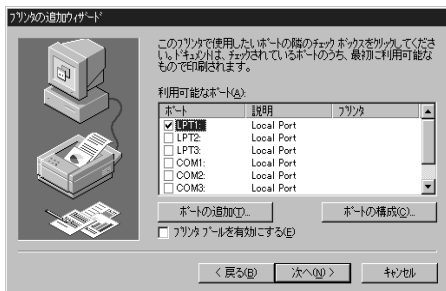 プリンタの追加ウィザード
このプリンタで使用したいポートの隣のチェック ボックスをクリックしてくださ
い。ドキュメントは、チェックされているポートのうち、最初に利用可能な
もので印刷されます。
利用可能なポート(A):
ポート 説明 プリンタ
LPT1: Local Port
LPT2: Local Port
LPT3: Local Port
COM1: Local Port
COM2: Local Port
COM3: Local Port
ポートの追加(T)... ポートの構成(C)...
プリンタ プールを有効にする(E)
< 戻る(B) 次へ(N) > キャンセル